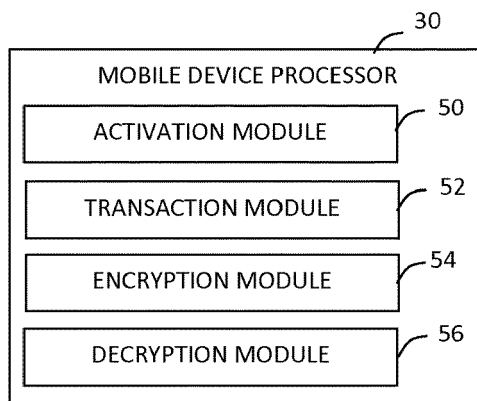 30
MOBILE DEVICE PROCESSOR
50
ACTIVATION MODULE
52
TRANSACTION MODULE
54
ENCRYPTION MODULE
56
DECRYPTION MODULE